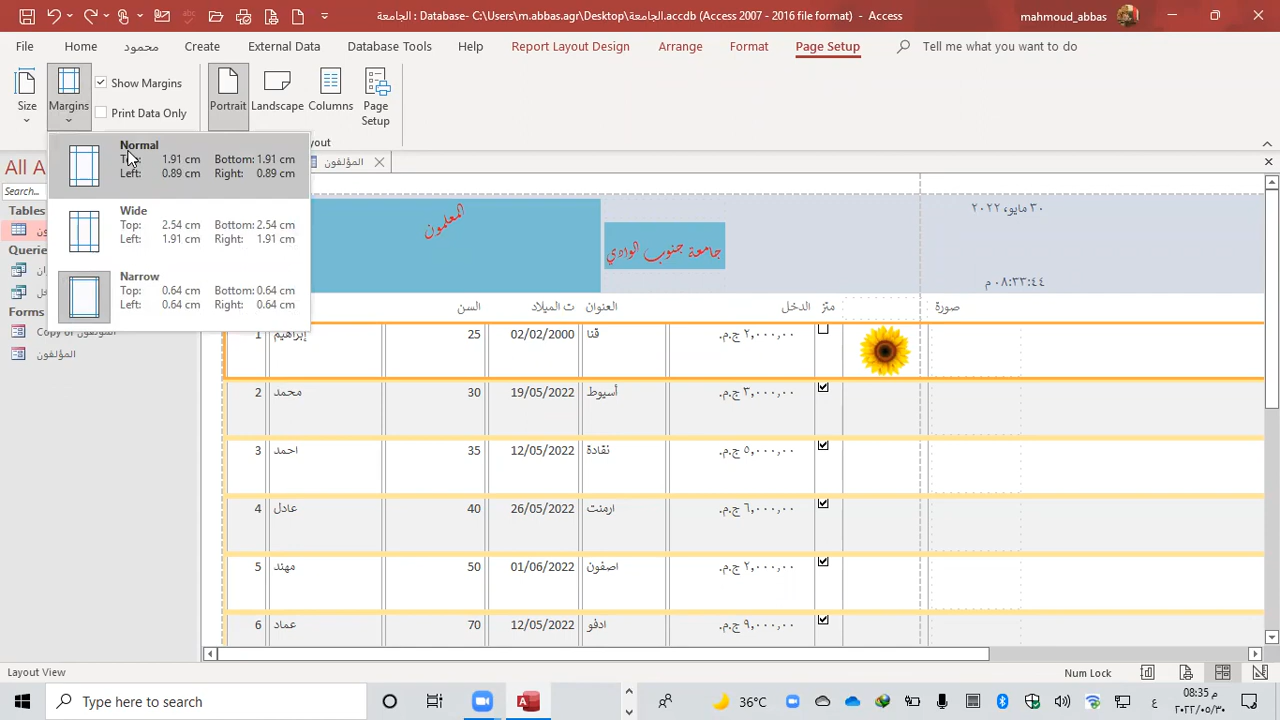 الجامعة : Database- C:\Users\m.abbas.agr\Desktop\الجامعة.accdb (Access 2007 - 2016 file format) - Access
mahmoud_abbas
File Home محمود Create External Data Database Tools Help Report Layout Design Arrange Format Page Setup Tell me what you want to do
Size Margins Show Margins Print Data Only Portrait Landscape Columns Page Setup
Normal
1.91 cm Bottom: 1.91 cm
Left: 0.89 cm Right: 0.89 cm
Wide
Top: 2.54 cm Bottom: 2.54 cm
Left: 1.91 cm Right: 1.91 cm
Narrow
Top: 0.64 cm Bottom: 0.64 cm
Left: 0.64 cm Right: 0.64 cm
المؤلفون
All A
Search...
Tables
Forms
المؤلفون
المعلمون
جامعة جنوب الوادي
٣٠ مايو، ٢٠٢٢
٠٨:٣٣:٤٤ م
السن ت الميلاد العنوان الدخل متز صورة
1 إبراهيم 25 02/02/2000 قنا ٢,٠٠٠,٠٠ ج.م.
2 محمد 30 19/05/2022 أسيوط ٣,٠٠٠,٠٠ ج.م.
3 احمد 35 12/05/2022 نقادة ٥,٠٠٠,٠٠ ج.م.
4 عادل 40 26/05/2022 ارمنت ٦,٠٠٠,٠٠ ج.م.
5 مهند 50 01/06/2022 اصفون ٢,٠٠٠,٠٠ ج.م.
6 عماد 70 12/05/2022 ادفو ٩,٠٠٠,٠٠ ج.م.
Layout View
Num Lock
Type here to search
36°C
ع
08:35 م
٢٠٢٢/٠٥/٣٠